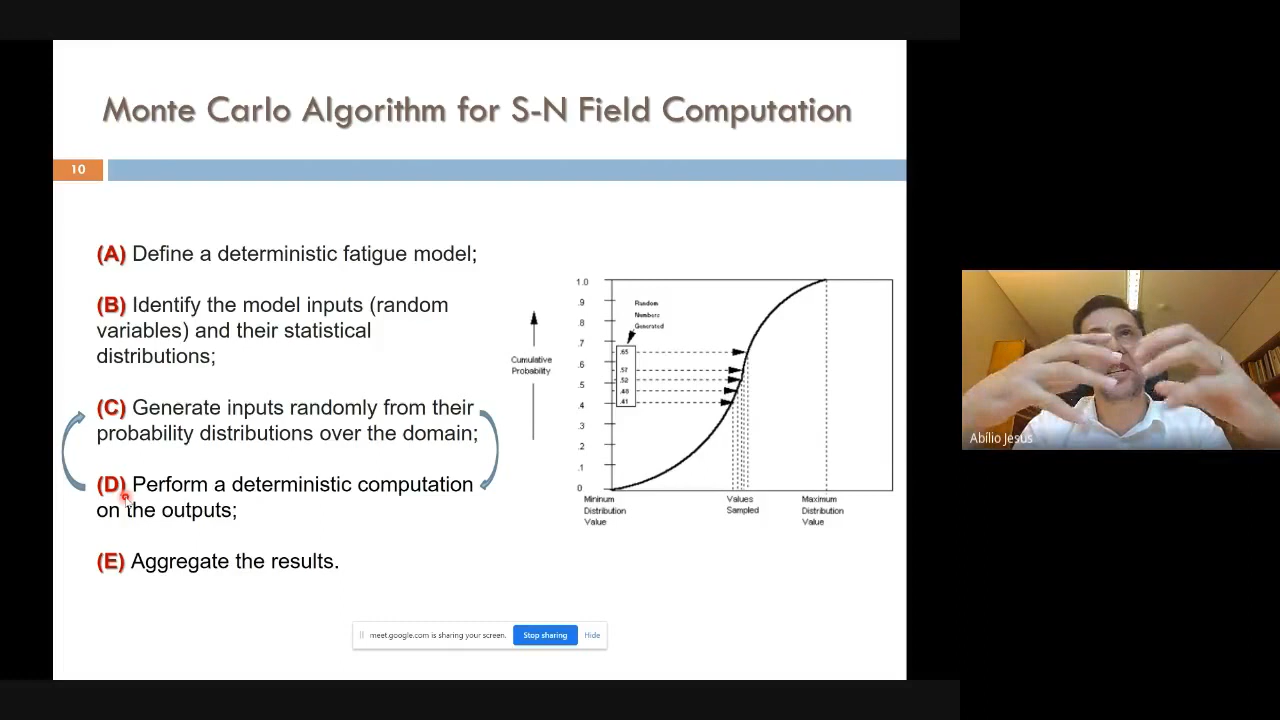 Monte Carlo Algorithm for S-N Field Computation
10
(A) Define a deterministic fatigue model;
(B) Identify the model inputs (random
variables) and their statistical
distributions;
(C) Generate inputs randomly from their
probability distributions over the domain;
(D) Perform a deterministic computation
on the outputs;
(E) Aggregate the results.
Cumulative
Probability
1.0
.9
.8
.7
.6
.5
.4
.3
.2
.1
0
Random
Numbers
Generated
.65
.57
.52
.41
Mininum
Distribution
Value
Values
Sampled
Maximum
Distribution
Value
meet.google.com is sharing your screen.
Stop sharing
Hide
Abílio Jesus